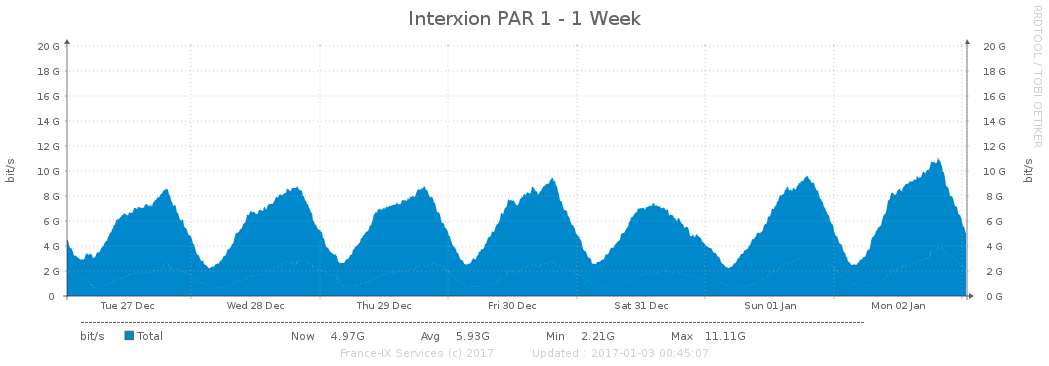 Interxion PAR 1 - 1 Week
RRDTOOL / TOBI OETIKER
20 G 20 G
18 G 18 G
16 G 16 G
14 G 14 G
12 G 12 G
10 G 10 G
8 G 8 G
6 G 6 G
4 G 4 G
2 G 2 G
0 0 G
bit/s bit/s
Tue 27 Dec Wed 28 Dec Thu 29 Dec Fri 30 Dec Sat 31 Dec Sun 01 Jan Mon 02 Jan
bit/s Total Now 4.97G Avg 5.93G Min 2.21G Max 11.11G
France-IX Services (c) 2017 Updated : 2017-01-03 00:45:07